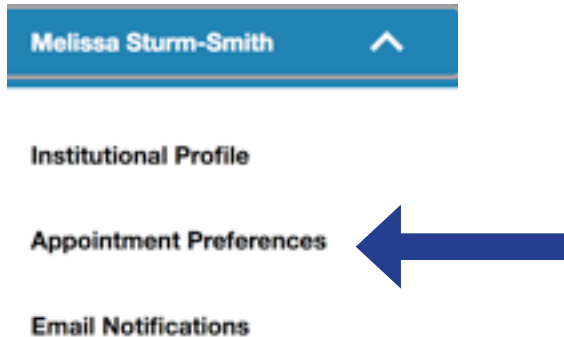 Melissa Sturm-Smith
Institutional Profile
Appointment Preferences
Email Notifications